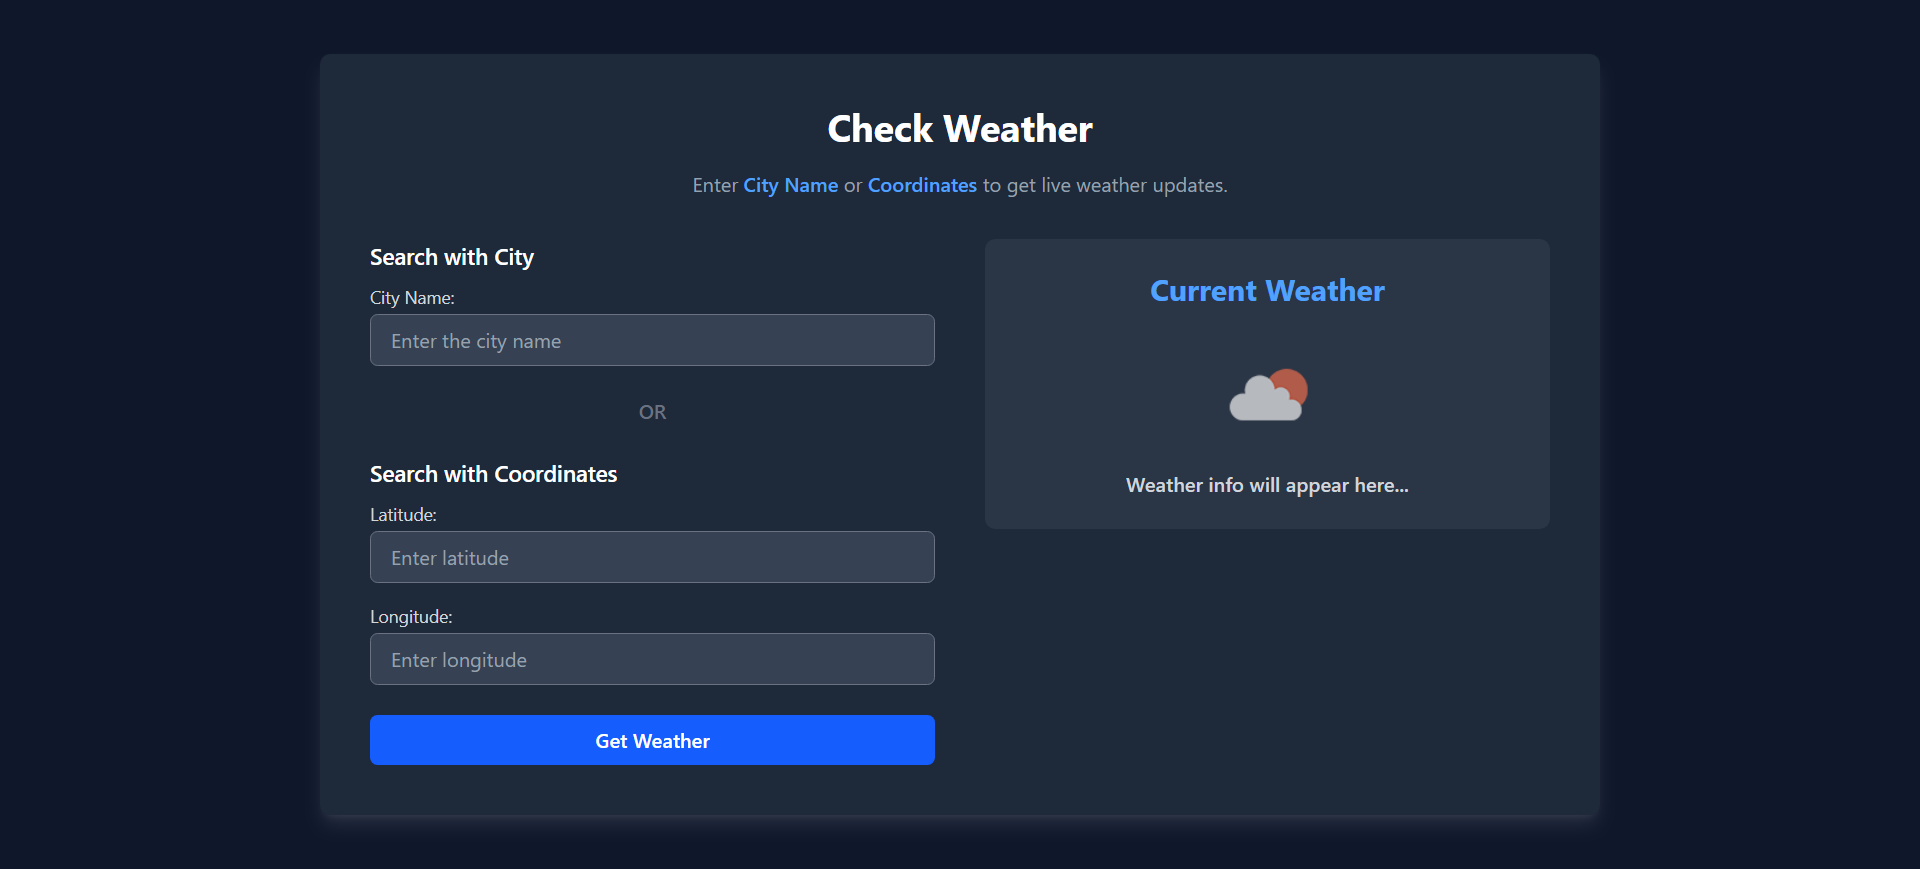 Check Weather
Enter City Name or Coordinates to get live weather updates.
Search with City
City Name:
Enter the city name
OR
Search with Coordinates
Latitude:
Enter latitude
Longitude:
Enter longitude
Get Weather
Current Weather
Weather info will appear here...